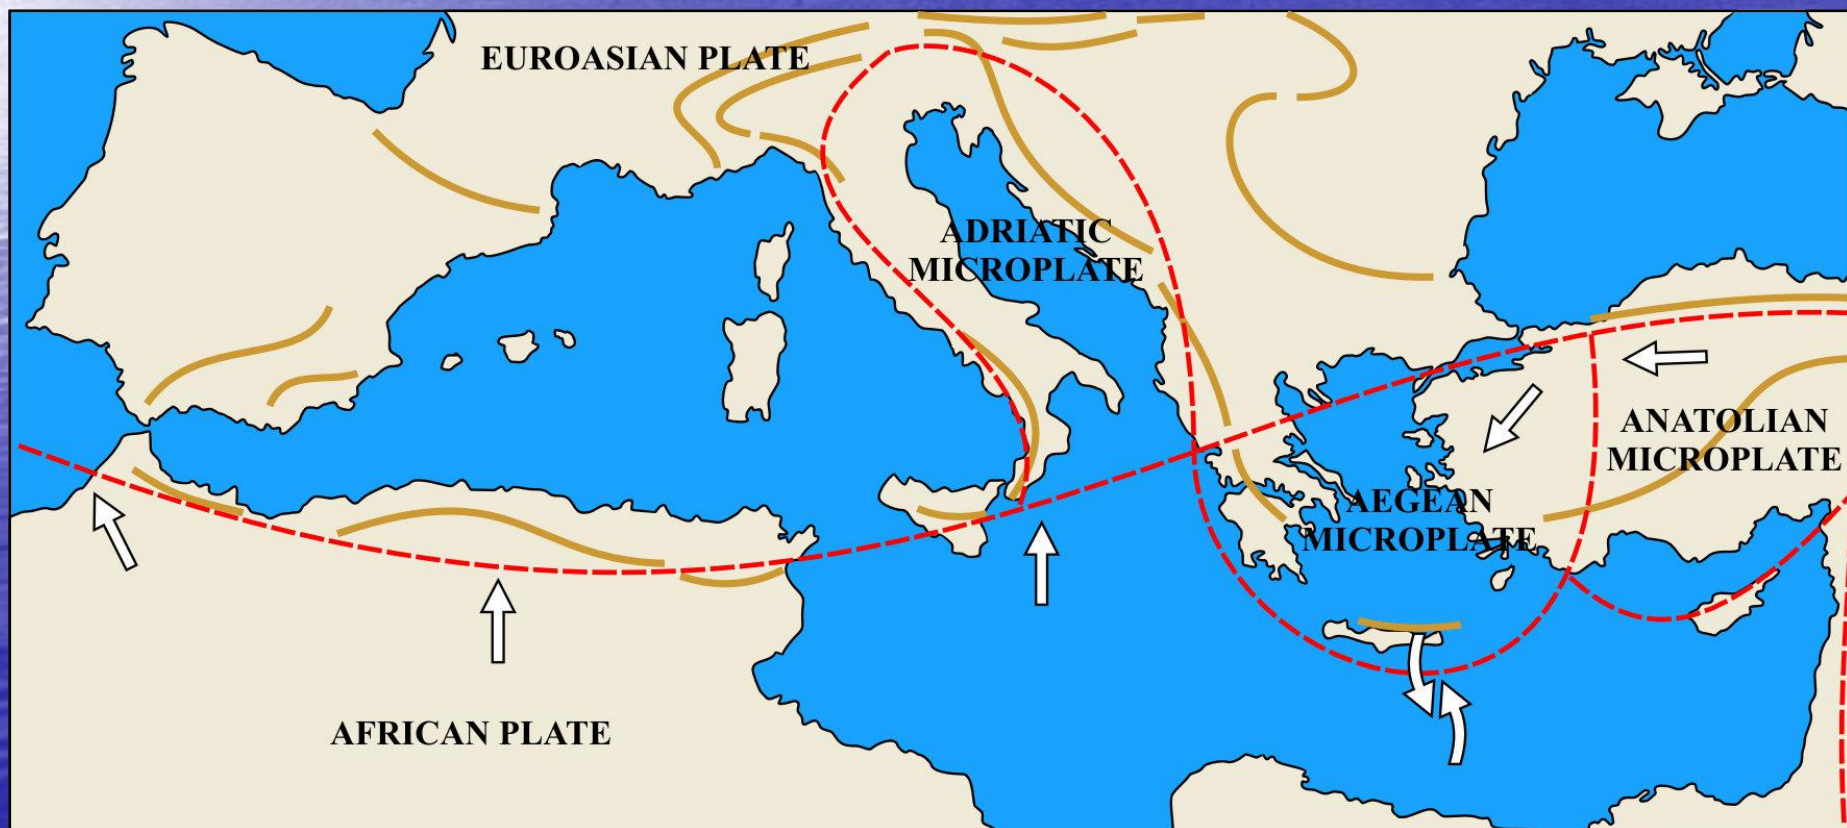 EUROASIAN PLATE
ADRIATIC
MICROPLATE
ANATOLIAN
MICROPLATE
AEGEAN
MICROPLATE
AFRICAN PLATE